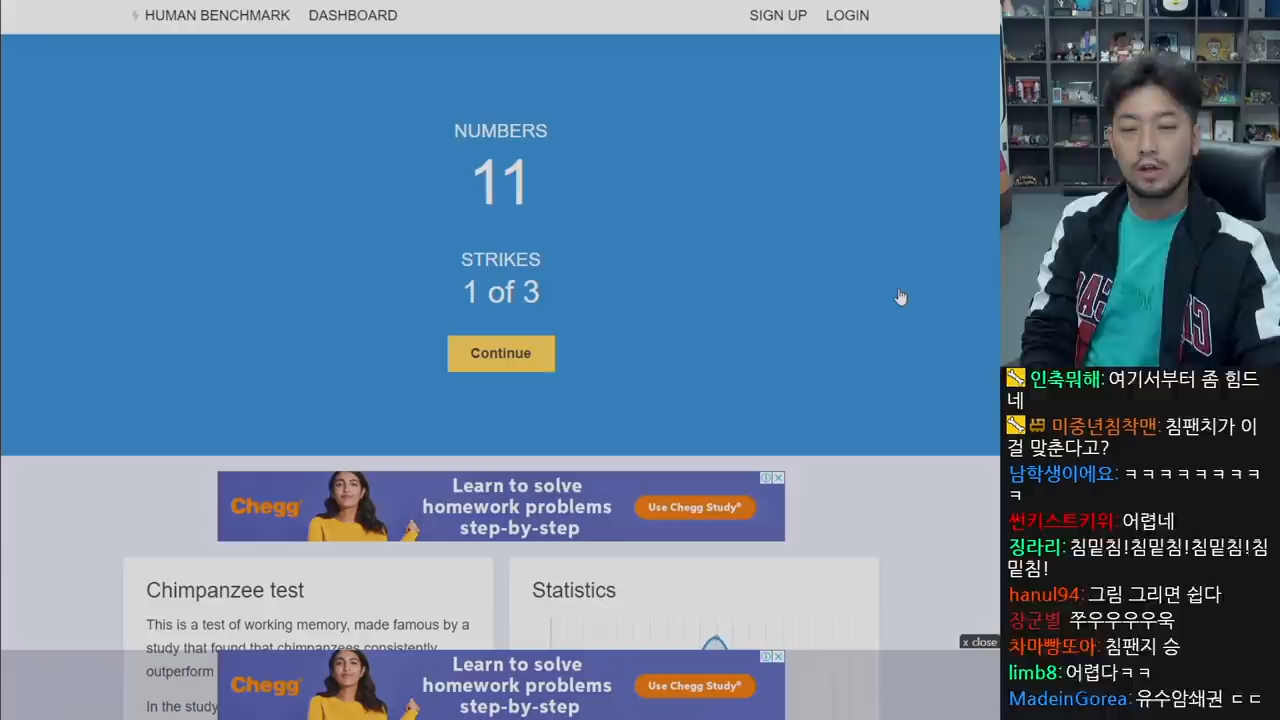 HUMAN BENCHMARK DASHBOARD SIGN UP LOGIN
NUMBERS
11
STRIKES
1 of 3
Continue
Chegg
Learn to solve
homework problems
step-by-step
Use Chegg Study®
Chimpanzee test
This is a test of working memory, made famous by a
study that found that chimpanzees consistently
outperform
In the study
Statistics
x close
Chegg
Learn to solve
homework problems
step-by-step
Use Chegg Study®
인축뭐해: 여기서부터 좀 힘드
네
미중년침착맨: 침팬치가 이
걸 맞춘다고?
남학생이에요: ㅋㅋㅋㅋㅋㅋㅋㅋ
ㅋ
썬키스트키위: 어렵네
징라리: 침밑침!침밑침!침밑침!침
밑침!
hanul94: 그림 그리면 쉽다
장군별 쭈우우우우욱
차마빵또아: 침팬지 승
limb8: 어렵다ㅋㅋ
MadeinGorea: 유수암쇄권 ㄷㄷ